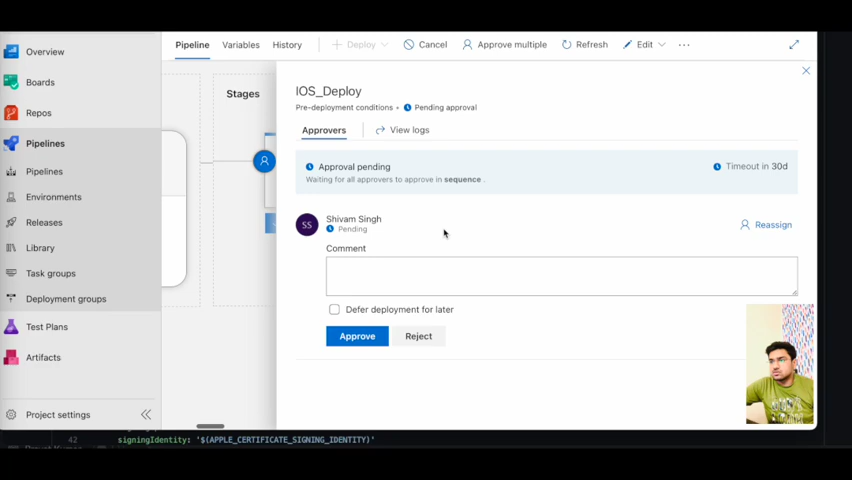 Overview
Boards
Repos
Pipelines
Pipelines
Environments
Releases
Library
Task groups
Deployment groups
Test Plans
Artifacts
Project settings
Pipeline Variables History Deploy Cancel Approve multiple Refresh Edit
Stages
IOS_Deploy
Pre-deployment conditions • Pending approval
Approvers View logs
Approval pending Timeout in 30d
Waiting for all approvers to approve in sequence .
SS Shivam Singh Reassign
Pending
Comment
Defer deployment for later
Approve Reject
42 signingIdentity: '$(APPLE_CERTIFICATE_SIGNING_IDENTITY)'